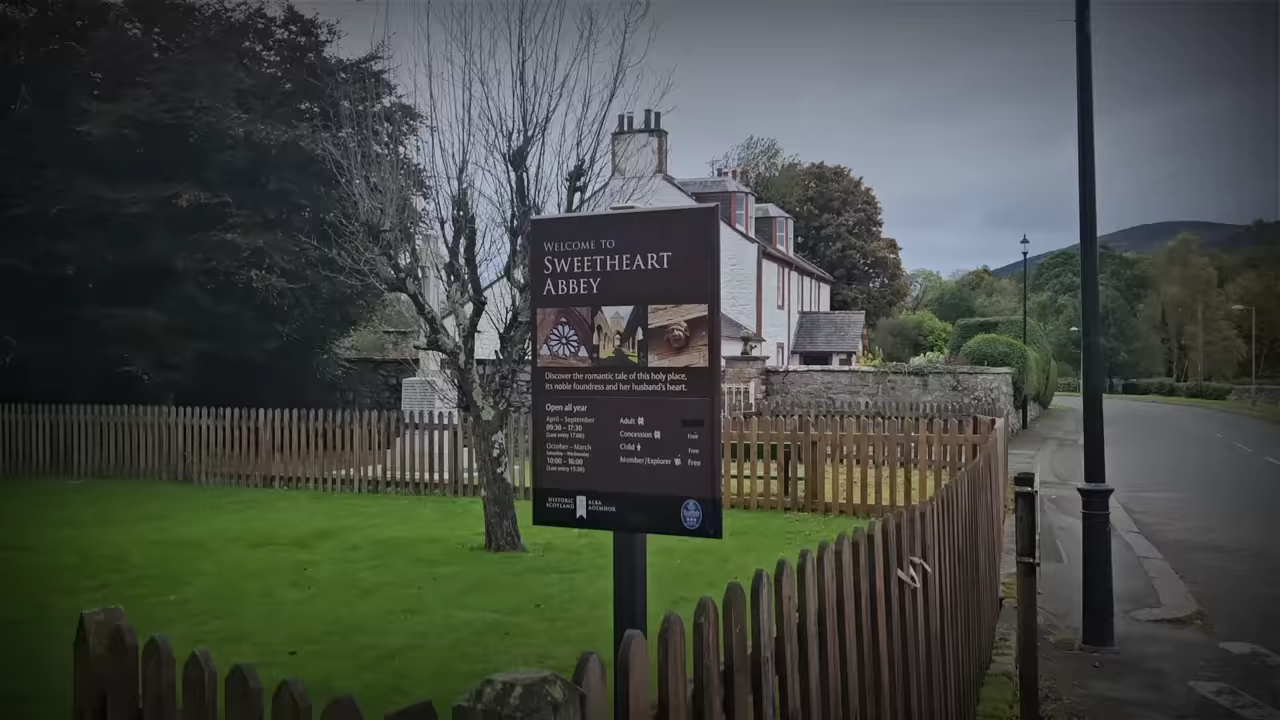 WELCOME TO
SWEETHEART
ABBEY
Discover the romantic tale of this holy place,
its noble foundress and her husband's heart.
Open all year
April – September
09:30 – 17:30
(Last entry 17:00)
October – March
Saturday – Wednesday
10:00 – 16:00
(Last entry 15:30)
Adult
Concession Free
Child Free
Member/Explorer Free
HISTORIC ALBA
SCOTLAND AOSMHOR